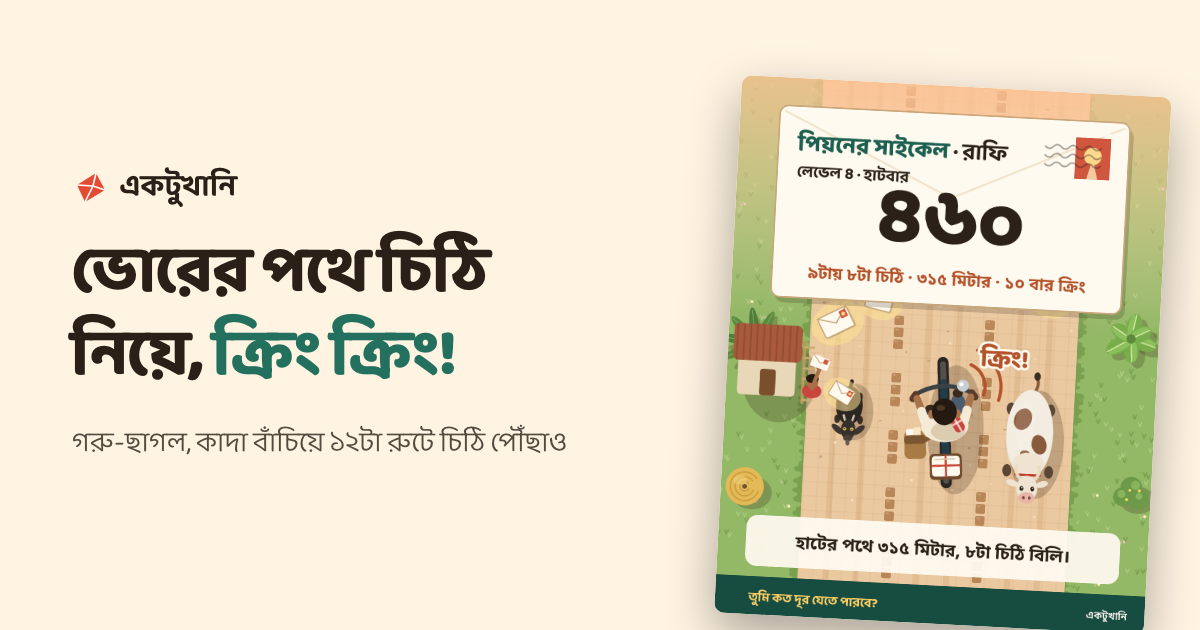 একটুখানি
ভোরের পথে চিঠি
নিয়ে, ক্রিং ক্রিং!
গরু-ছাগল, কাদা বাঁচিয়ে ১২টা রুটে চিঠি পৌঁছাও
পিয়নের সাইকেল · রাফি
লেভেল ৪ · হাটবার
৪৬০
৯টায় ৮টা চিঠি · ৩১৫ মিটার · ১০ বার ক্রিং
ক্রিং!
হাটের পথে ৩১৫ মিটার, ৮টা চিঠি বিলি।
তুমি কত দূর যেতে পারবে?
একটুখানি